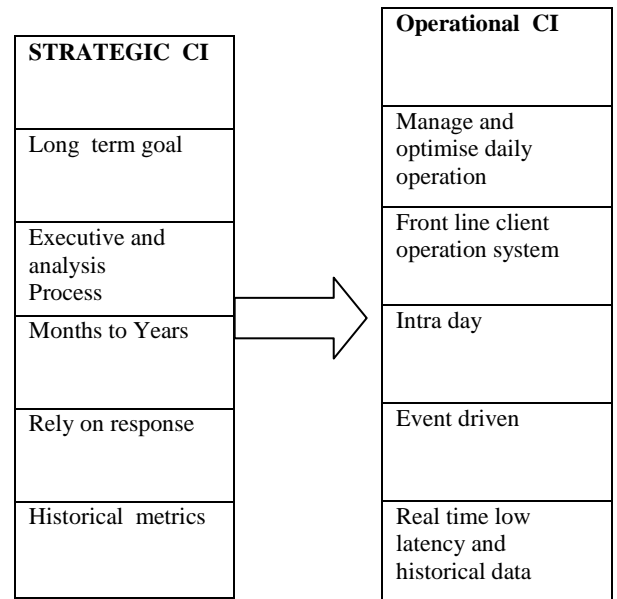 STRATEGIC CI
Long term goal
Executive and
analysis
Process
Months to Years
Rely on response
Historical metrics
Operational CI
Manage and
optimise daily
operation
Front line client
operation system
Intra day
Event driven
Real time low
latency and
historical data